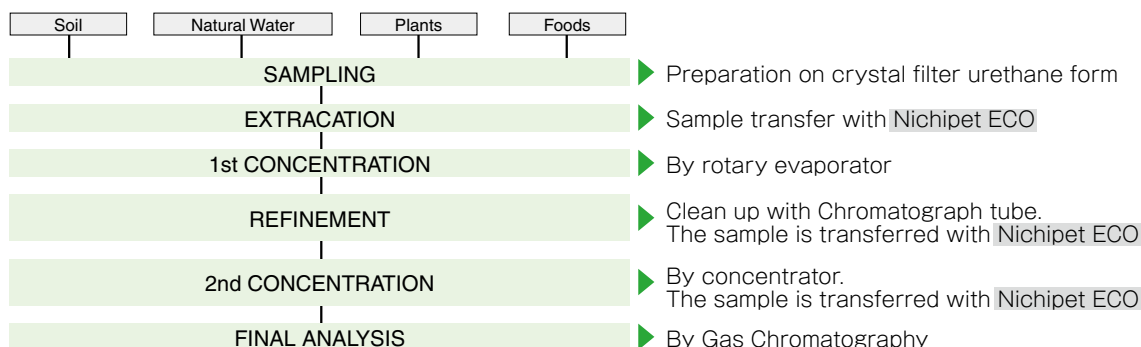 Soil
Natural Water
Plants
Foods
SAMPLING
Preparation on crystal filter urethane form
EXTRACATION
Sample transfer with Nichipet ECO
1st CONCENTRATION
By rotary evaporator
REFINEMENT
Clean up with Chromatograph tube.
The sample is transferred with Nichipet ECO
2nd CONCENTRATION
By concentrator.
The sample is transferred with Nichipet ECO
FINAL ANALYSIS
By Gas Chromatography